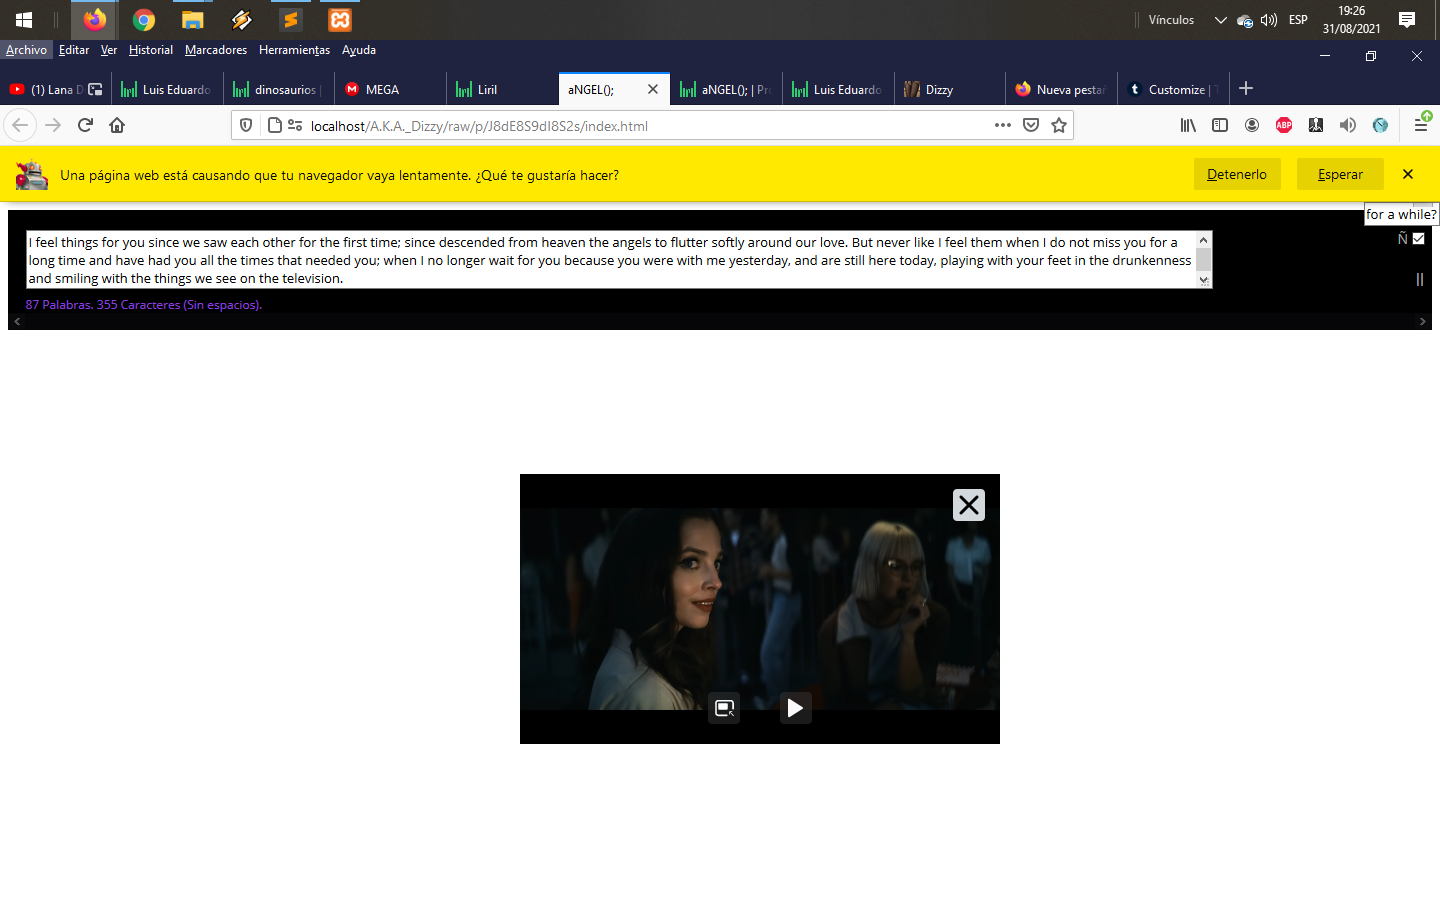 Vínculos
ESP
19:26
31/08/2021
Archivo Editar Ver Historial Marcadores Herramientas Ayuda
(1) Lana D
Luis Eduardo
dinosaurios |
MEGA
Liril
aNGEL();
aNGEL(); | Pro
Luis Eduardo
Dizzy
Nueva pestañ
Customize | T
localhost/A.K.A._Dizzy/raw/p/J8dE8S9dI8S2s/index.html
ABP
Una página web está causando que tu navegador vaya lentamente. ¿Qué te gustaría hacer?
Detenerlo
Esperar
for a while?
I feel things for you since we saw each other for the first time; since descended from heaven the angels to flutter softly around our love. But never like I feel them when I do not miss you for a
long time and have had you all the times that needed you; when I no longer wait for you because you were with me yesterday, and are still here today, playing with your feet in the drunkenness
and smiling with the things we see on the television.
Ñ
||
87 Palabras. 355 Caracteres (Sin espacios).